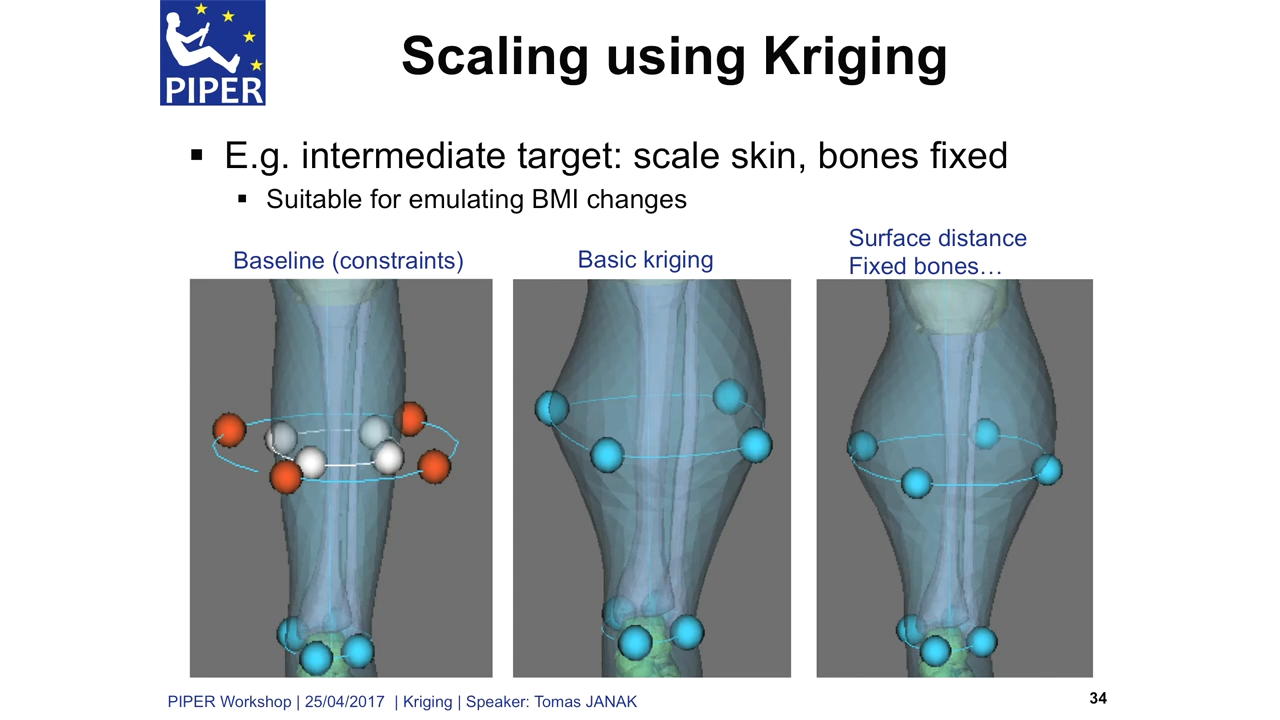 PIPER
Scaling using Kriging
▪ E.g. intermediate target: scale skin, bones fixed
▪ Suitable for emulating BMI changes
Baseline (constraints)
Basic kriging
Surface distance
Fixed bones…
PIPER Workshop | 25/04/2017 | Kriging | Speaker: Tomas JANAK
34